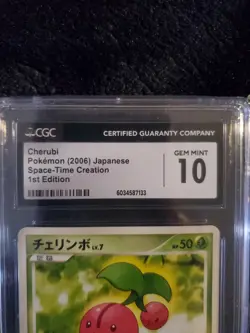 CGC CERTIFIED GUARANTY COMPANY
Cherubi
Pokémon (2006) Japanese
Space-Time Creation
1st Edition
GEM MINT
10
6034587123
チェリンボ LV.7
HP 50